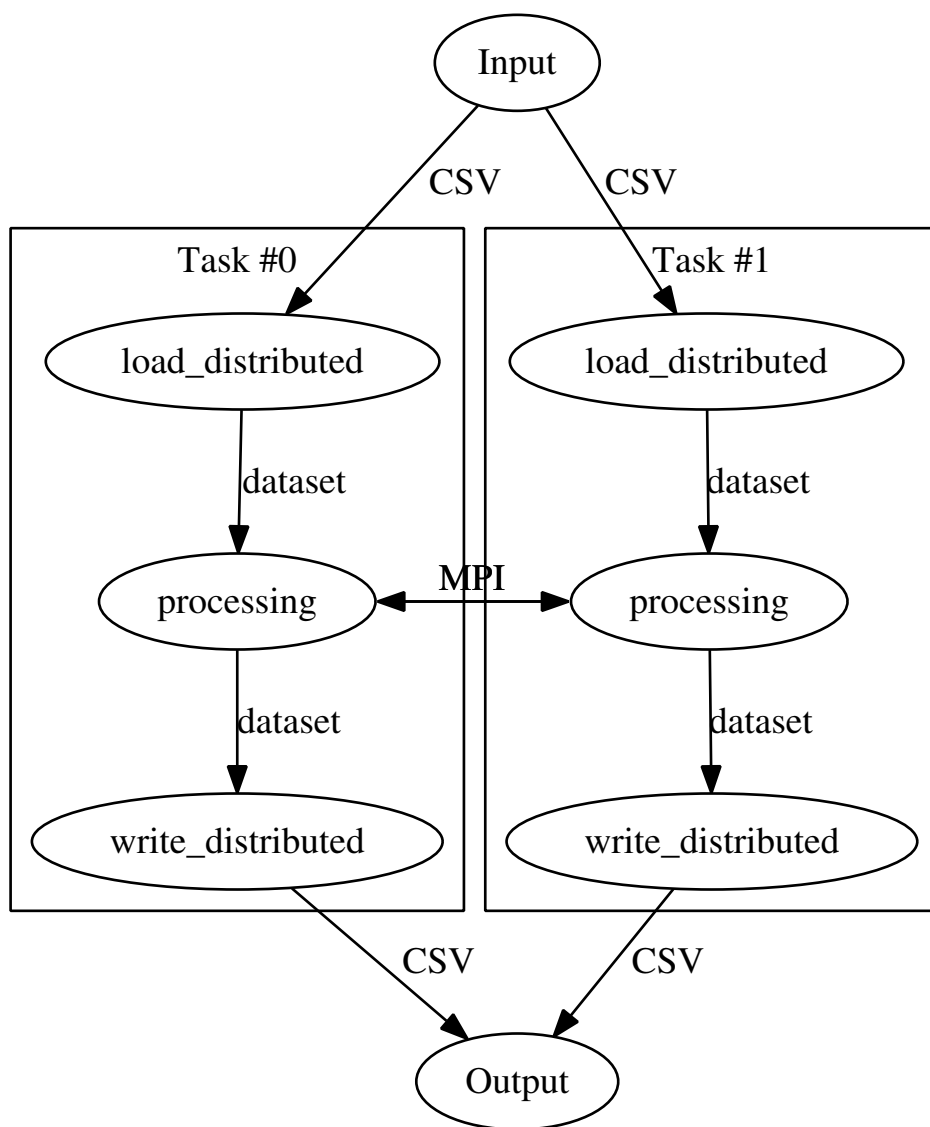 Input
CSV
CSV
Task #0
Task #1
load_distributed
load_distributed
dataset
dataset
processing
MPI
processing
dataset
dataset
write_distributed
write_distributed
CSV
CSV
Output